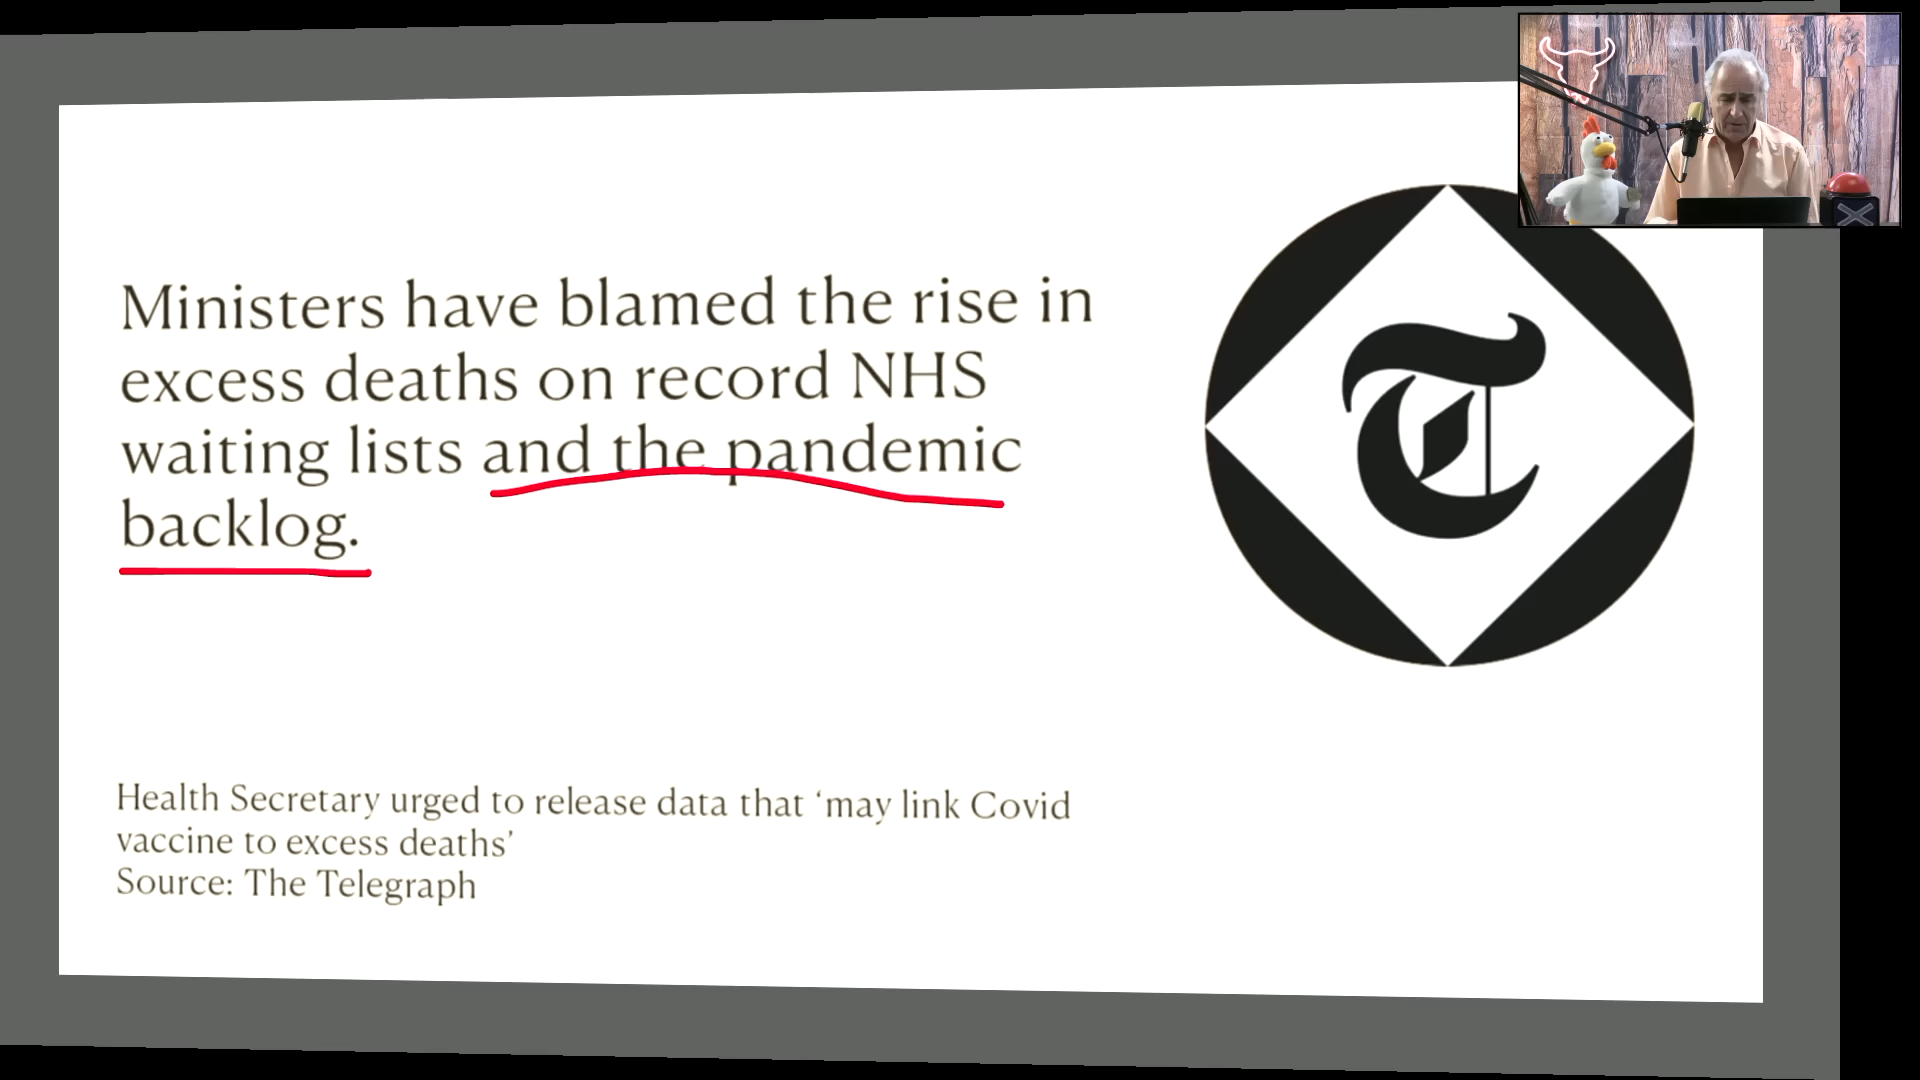 Ministers have blamed the rise in
excess deaths on record NHS
waiting lists and the pandemic
backlog.
T
Health Secretary urged to release data that ‘may link Covid
vaccine to excess deaths’
Source: The Telegraph